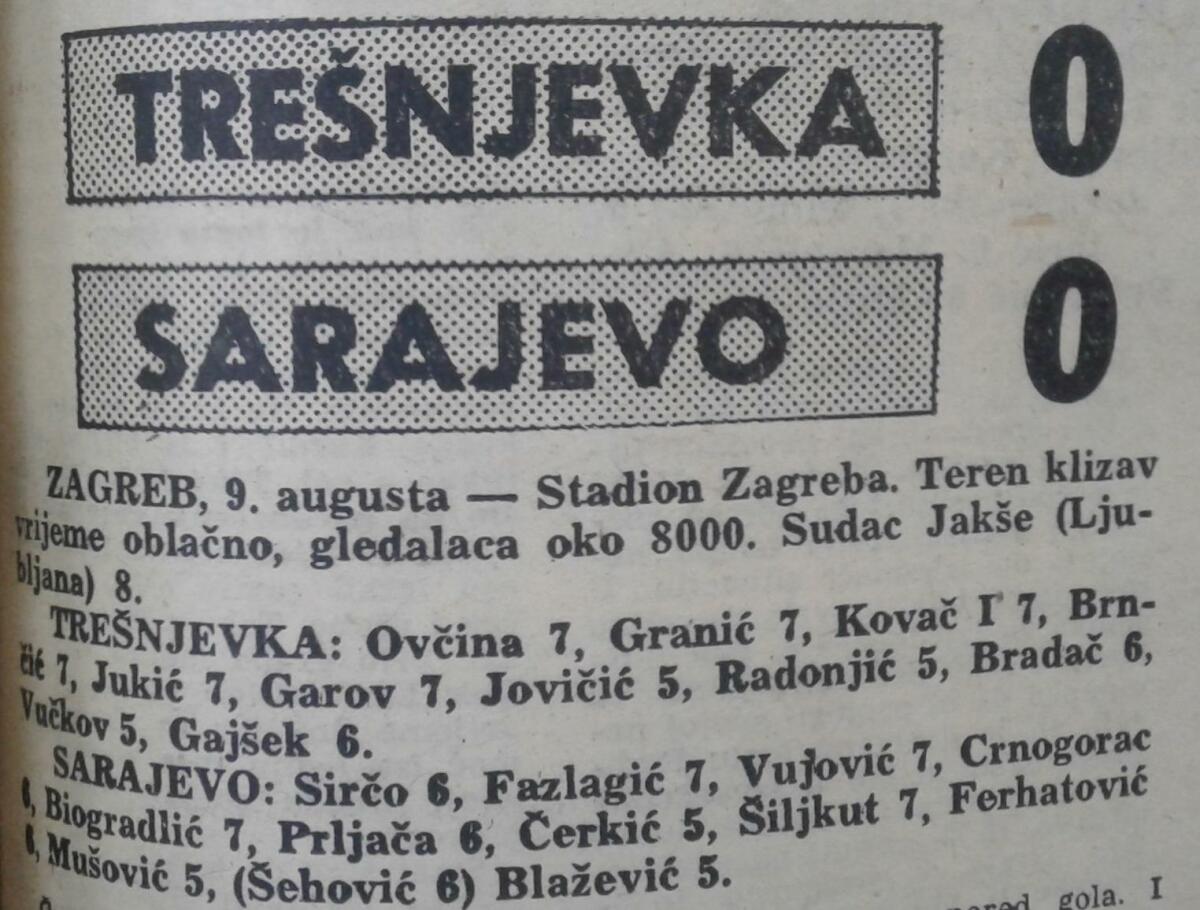 TREŠNJEVKA 0
SARAJEVO 0
ZAGREB, 9. augusta — Stadion Zagreba. Teren klizav
vrijeme oblačno, gledalaca oko 8000. Sudac Jakše (Lju-
bljana) 8.
TREŠNJEVKA: Ovčina 7, Granić 7, Kovač I 7, Brn-
čić 7, Jukić 7, Garov 7, Jovičić 5, Radonjić 5, Bradač 6,
Vučkov 5, Gajšek 6.
SARAJEVO: Sirčo 6, Fazlagić 7, Vujović 7, Crnogorac
6, Biogradlić 7, Prljača 6, Čerkić 5, Šiljkut 7, Ferhatović
6, Mušović 5, (Šehović 6) Blažević 5.
gola. I